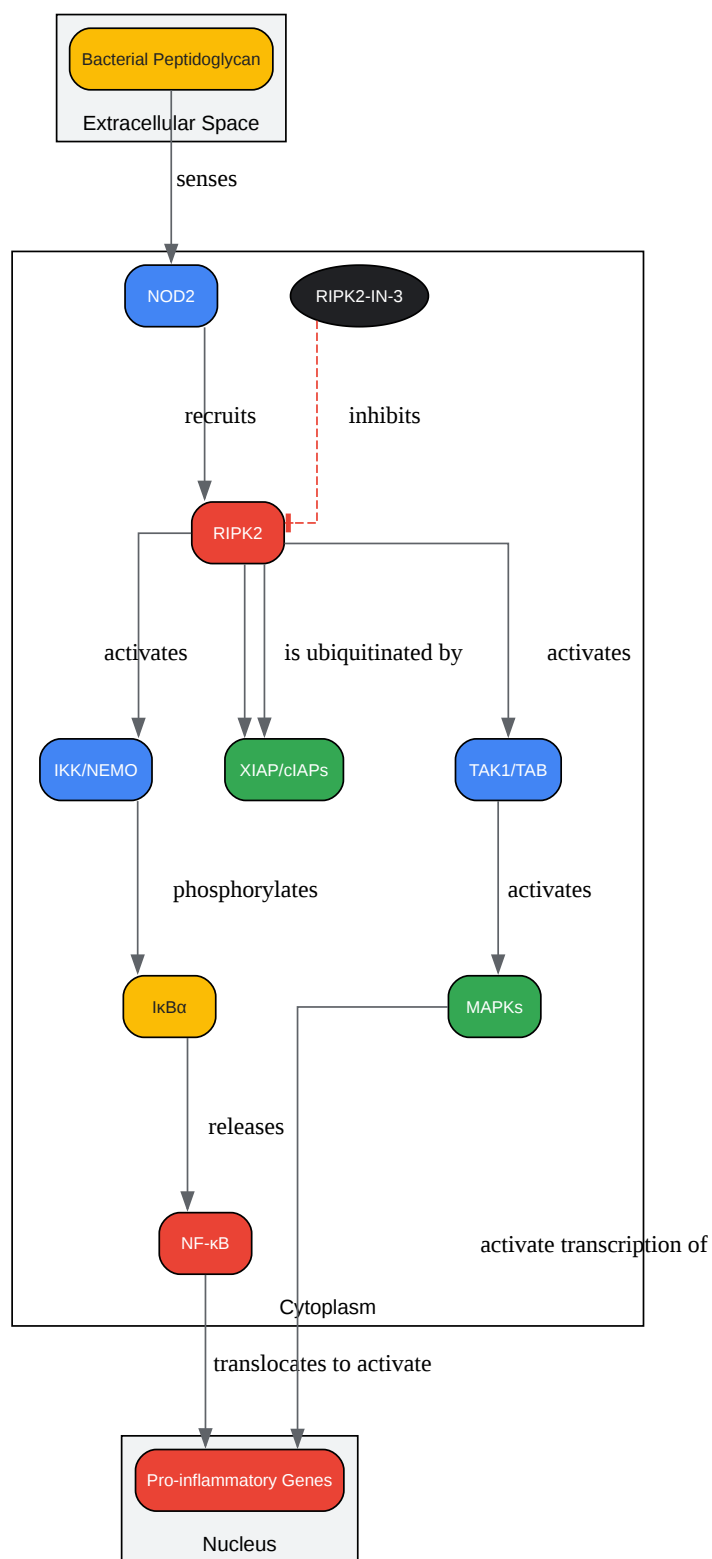 Bacterial Peptidoglycan
Extracellular Space
senses
NOD2
RIPK2-IN-3
recruits
inhibits
RIPK2
activates
is ubiquitinated by
activates
IKK/NEMO
XIAP/cIAPs
TAK1/TAB
phosphorylates
activates
IκBα
MAPKs
releases
NF-κB
activate transcription of
Cytoplasm
translocates to activate
Pro-inflammatory Genes
Nucleus